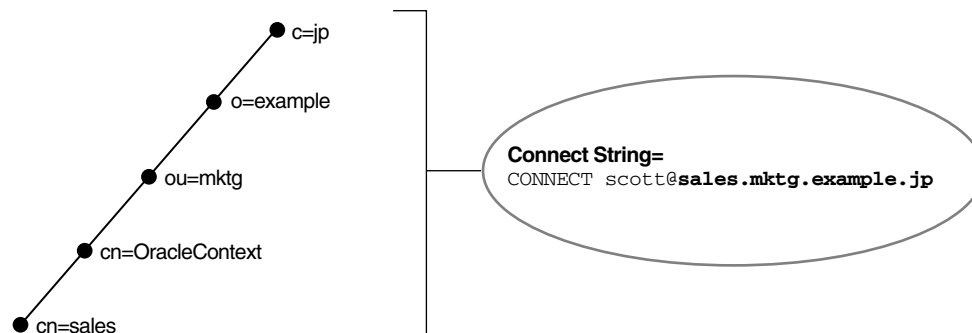 c=jp
o=example
ou=mktg
cn=OracleContext
cn=sales
Connect String=
CONNECT scott@sales.mktg.example.jp